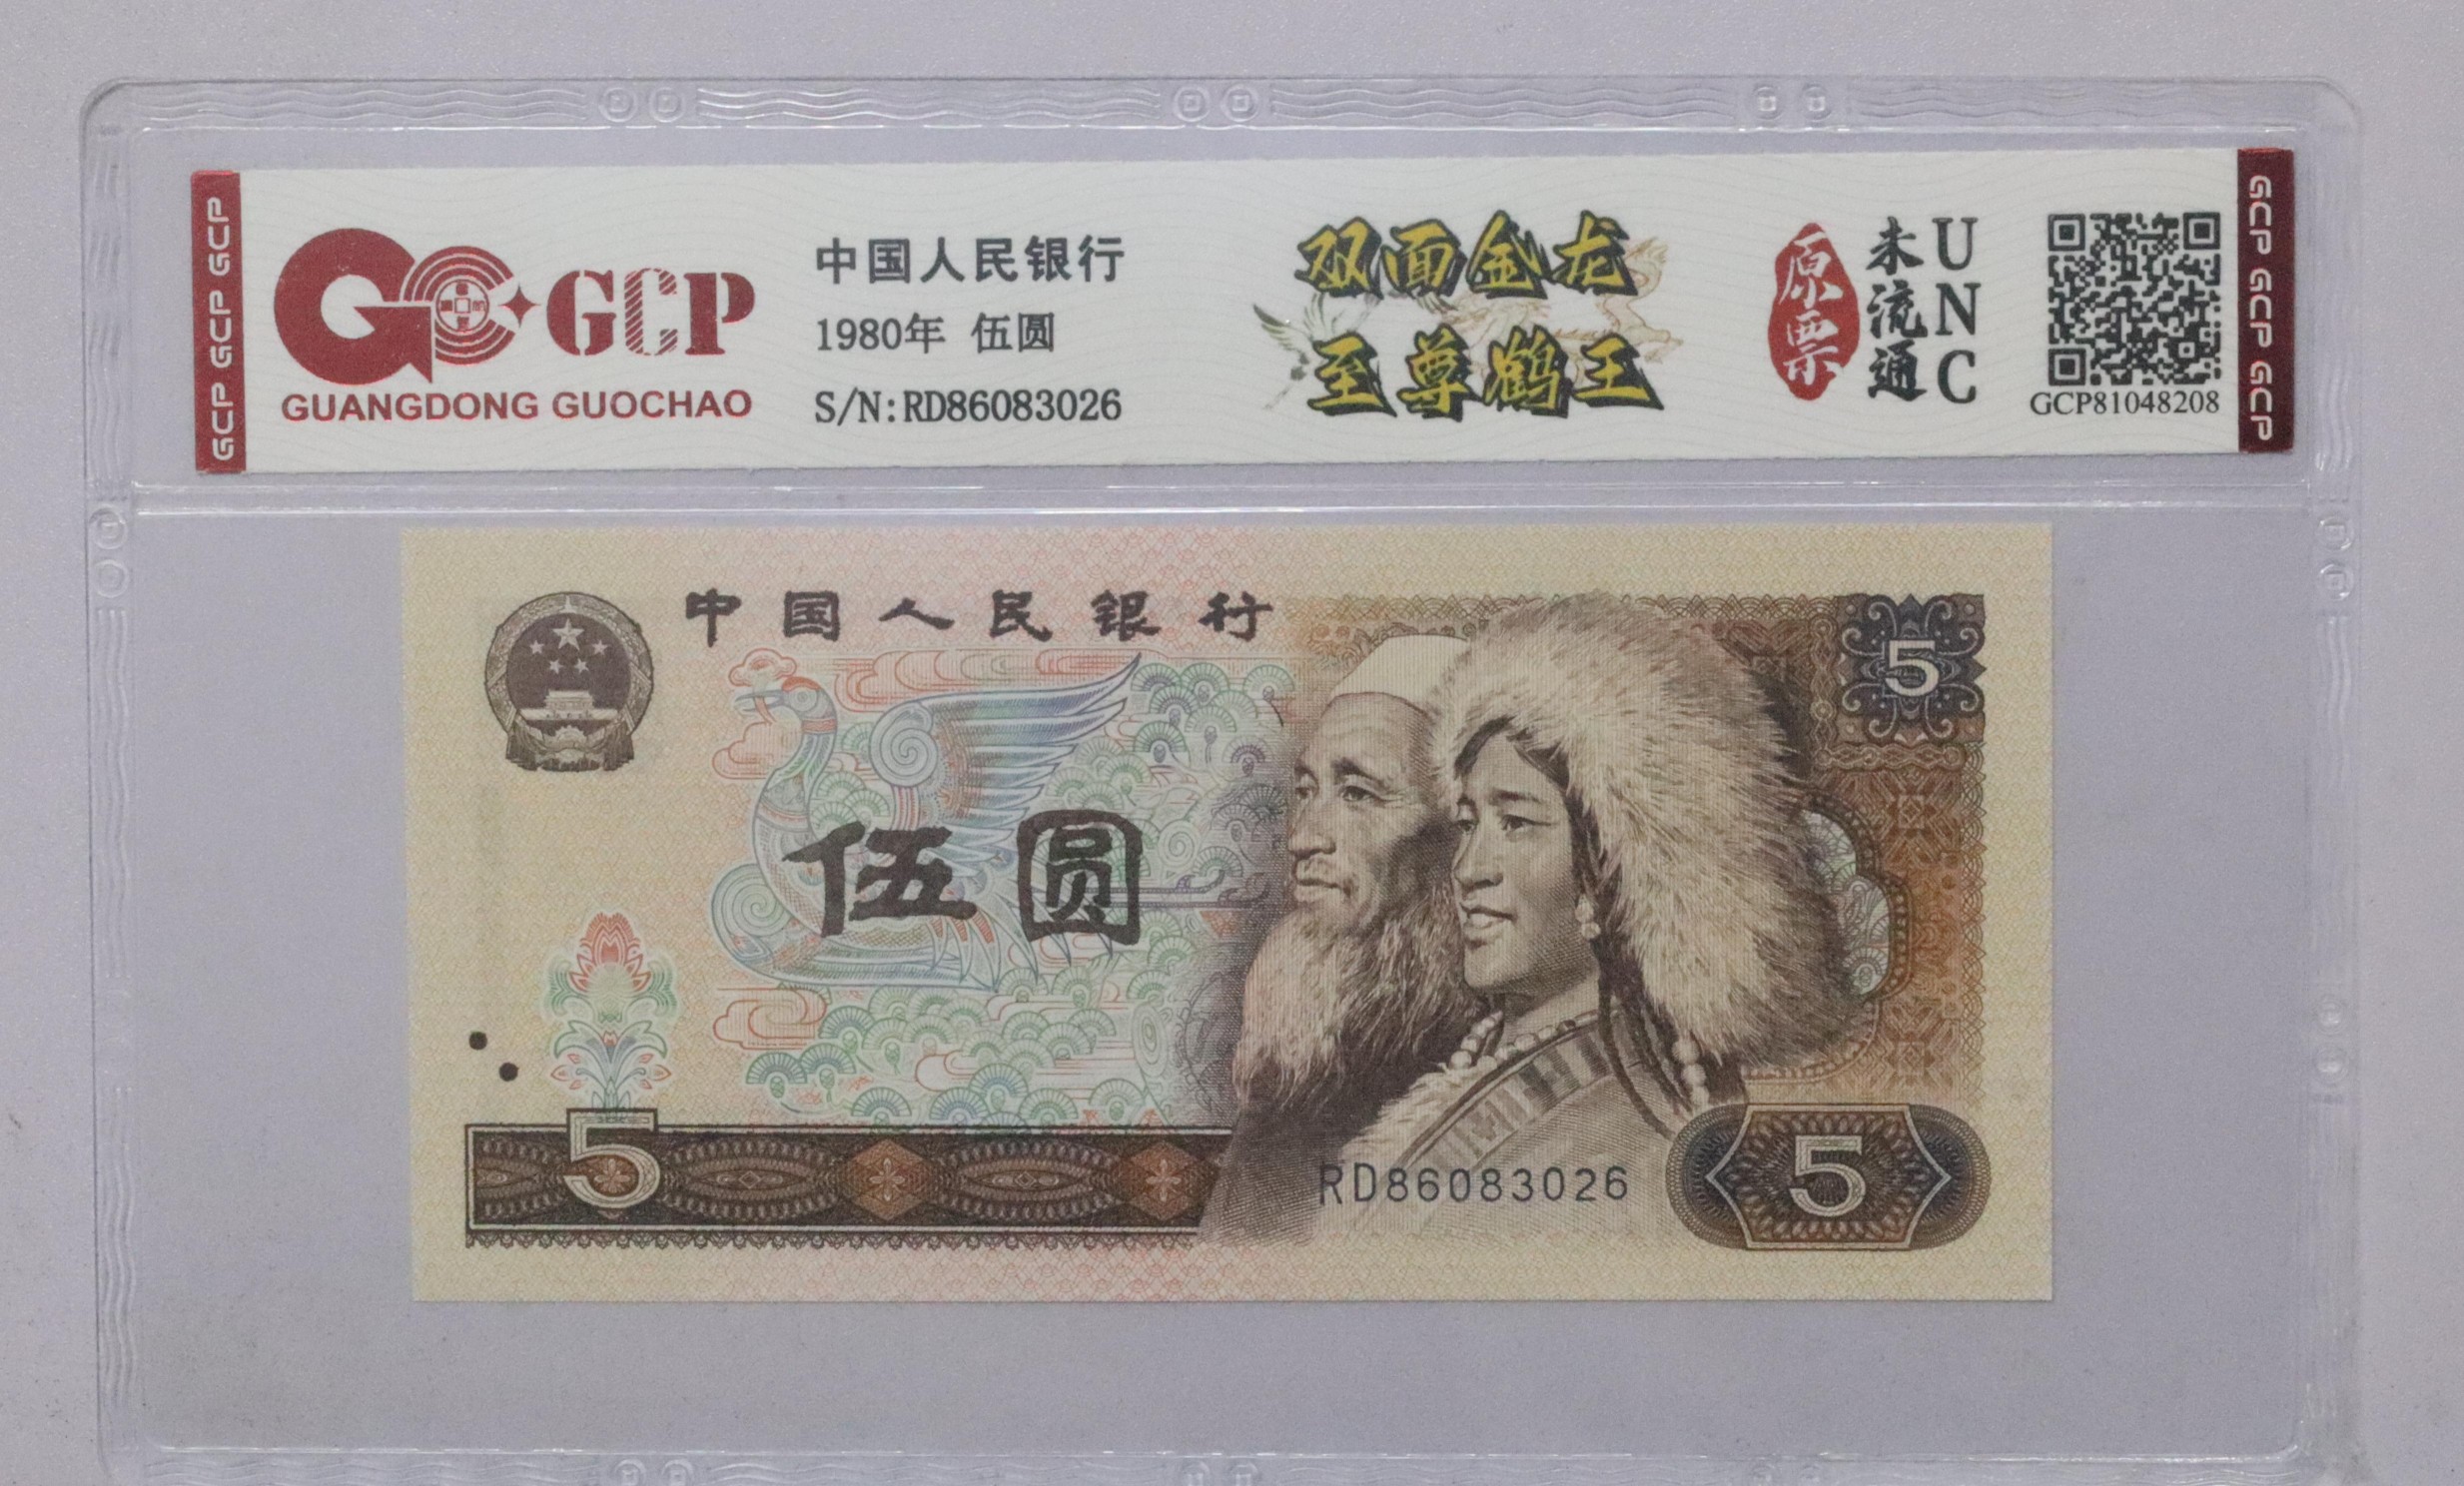 GCP GCP GCP
GCP
GUANGDONG GUOCHAO
中国人民银行
1980年 伍圆
S/N:RD86083026
双面金龙
至尊鹤王
原票
未流通
UNC
GCP81048208
GCP GCP GCP
中国人民银行
5
伍圆
5
RD86083026
5